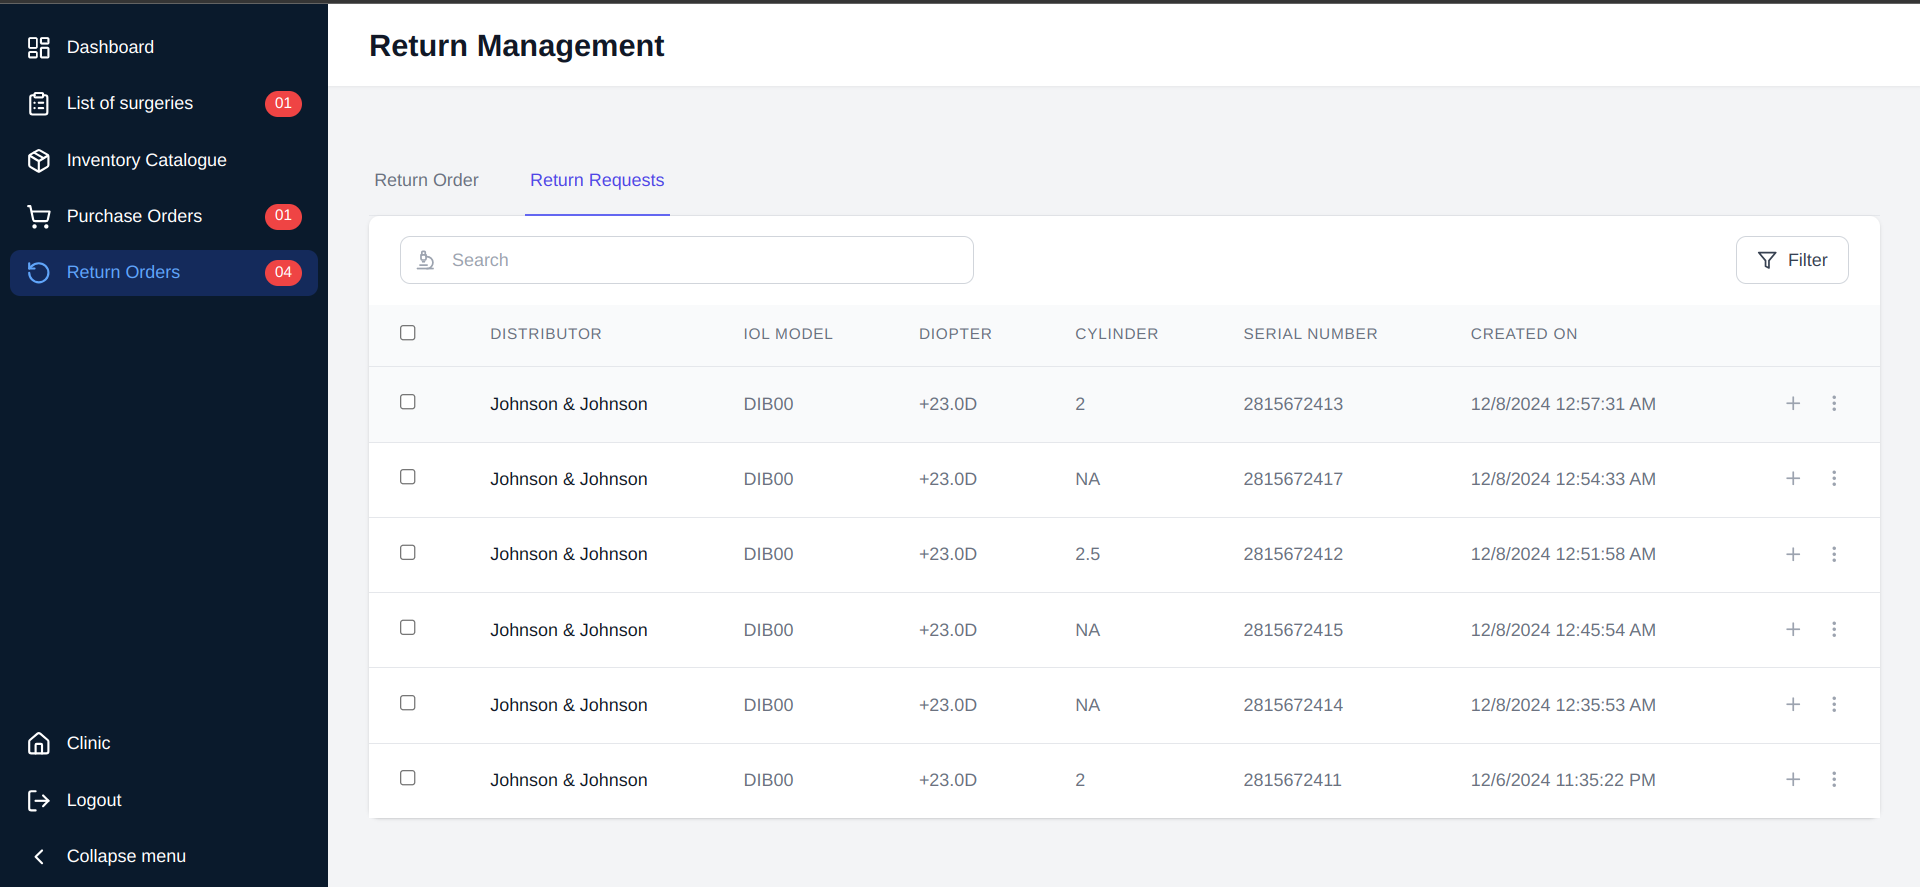 Dashboard
List of surgeries 01
Inventory Catalogue
Purchase Orders 01
Return Orders 04
Clinic
Logout
Collapse menu
Return Management
Return Order Return Requests
Search Filter
DISTRIBUTOR IOL MODEL DIOPTER CYLINDER SERIAL NUMBER CREATED ON
Johnson & Johnson DIB00 +23.0D 2 2815672413 12/8/2024 12:57:31 AM
Johnson & Johnson DIB00 +23.0D NA 2815672417 12/8/2024 12:54:33 AM
Johnson & Johnson DIB00 +23.0D 2.5 2815672412 12/8/2024 12:51:58 AM
Johnson & Johnson DIB00 +23.0D NA 2815672415 12/8/2024 12:45:54 AM
Johnson & Johnson DIB00 +23.0D NA 2815672414 12/8/2024 12:35:53 AM
Johnson & Johnson DIB00 +23.0D 2 2815672411 12/6/2024 11:35:22 PM